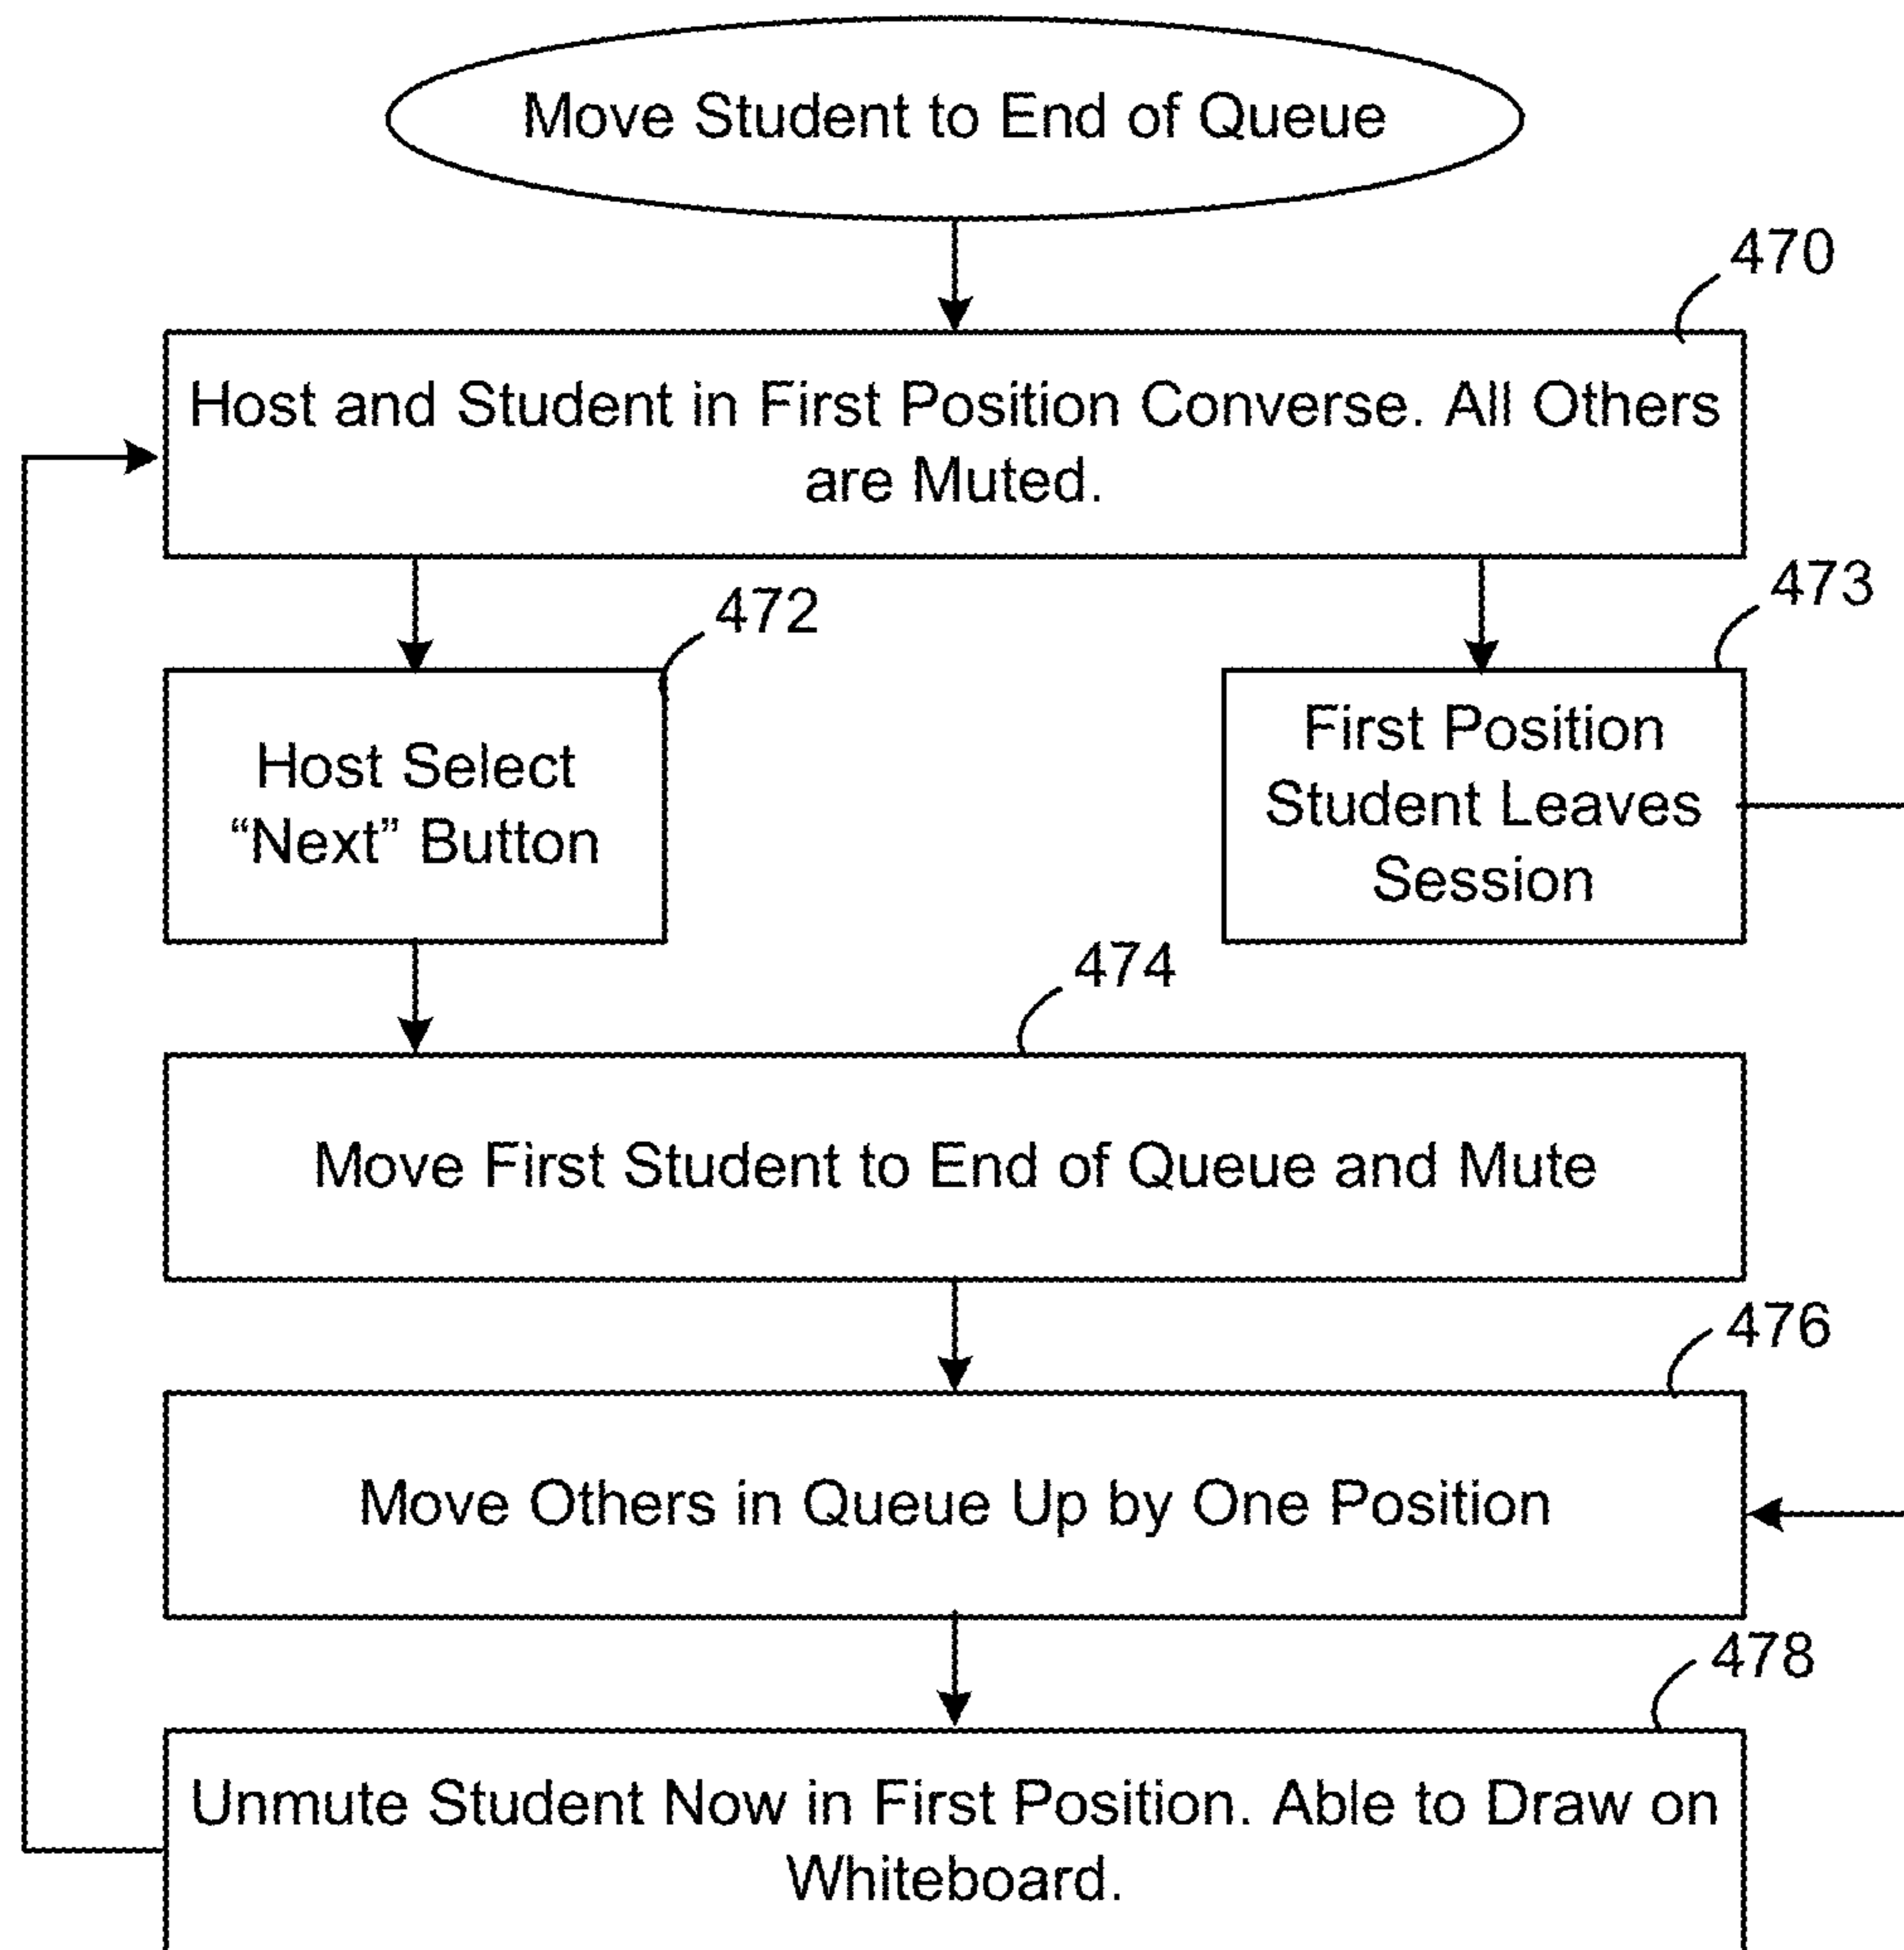 Move Student to End of Queue
470
Host and Student in First Position Converse. All Others
are Muted.
472
473
Host Select
“Next” Button
First Position
Student Leaves
Session
474
Move First Student to End of Queue and Mute
476
Move Others in Queue Up by One Position
478
Unmute Student Now in First Position. Able to Draw on
Whiteboard.